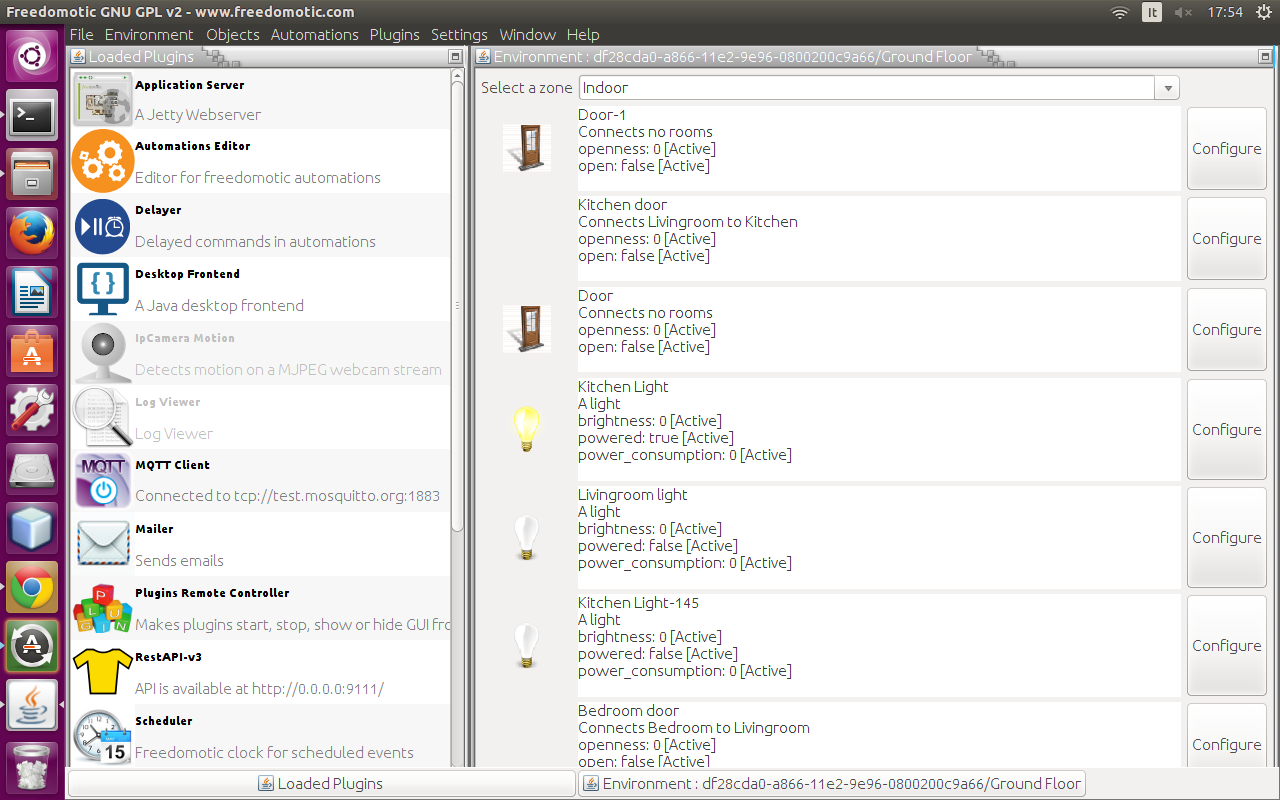 Freedomotic GNU GPL v2 - www.freedomotic.com
It
17:54
File Environment Objects Automations Plugins Settings Window Help
Loaded Plugins
Application Server
A Jetty Webserver
Automations Editor
Editor for freedomotic automations
Delayer
Delayed commands in automations
Desktop Frontend
A Java desktop frontend
IpCamera Motion
Detects motion on a MJPEG webcam stream
Log Viewer
Log Viewer
MQTT
MQTT Client
Connected to tcp://test.mosquitto.org:1883
Mailer
Sends emails
PLUGIN
Plugins Remote Controller
Makes plugins start, stop, show or hide GUI fro
RestAPI-v3
API is available at http://0.0.0.0:9111/
15
Scheduler
Freedomotic clock for scheduled events
Environment : df28cda0-a866-11e2-9e96-0800200c9a66/Ground Floor
Select a zone
Indoor
Door-1
Connects no rooms
openness: 0 [Active]
open: false [Active]
Configure
Kitchen door
Connects Livingroom to Kitchen
openness: 0 [Active]
open: false [Active]
Configure
Door
Connects no rooms
openness: 0 [Active]
open: false [Active]
Configure
Kitchen Light
A light
brightness: 0 [Active]
powered: true [Active]
power_consumption: 0 [Active]
Configure
Livingroom light
A light
brightness: 0 [Active]
powered: false [Active]
power_consumption: 0 [Active]
Configure
Kitchen Light-145
A light
brightness: 0 [Active]
powered: false [Active]
power_consumption: 0 [Active]
Configure
Bedroom door
Connects Bedroom to Livingroom
openness: 0 [Active]
open: false [Active]
Configure
Loaded Plugins
Environment : df28cda0-a866-11e2-9e96-0800200c9a66/Ground Floor